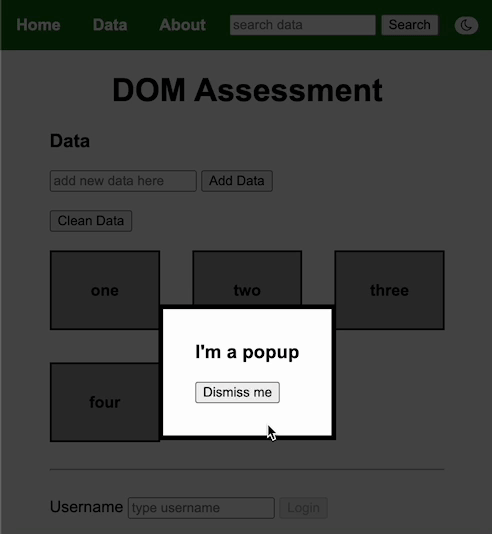 Home Data About search data Search
DOM Assessment
Data
add new data here Add Data
Clean Data
one two three
I'm a popup
Dismiss me
four
Username type username Login